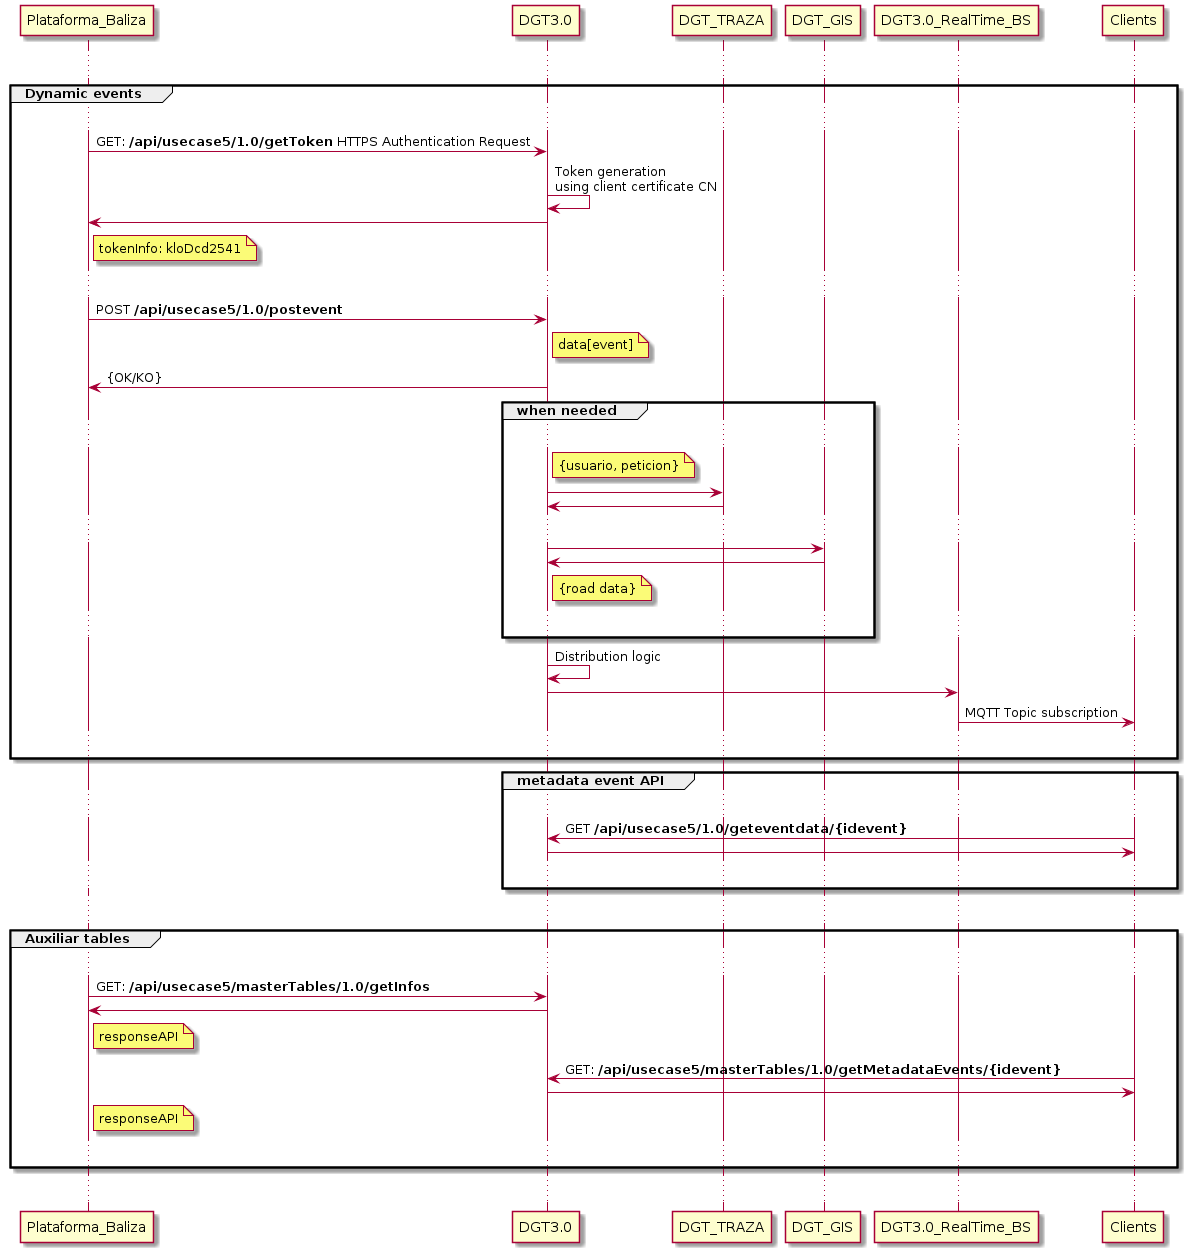 Plataforma_Baliza DGT3.0 DGT_TRAZA DGT_GIS DGT3.0_RealTime_BS Clients
Dynamic events
GET: /api/usecase5/1.0/getToken HTTPS Authentication Request
Token generation
using client certificate CN
tokenInfo: kloDcd2541
POST /api/usecase5/1.0/postevent
data[event]
{OK/KO}
when needed
{usuario, peticion}
{road data}
Distribution logic
MQTT Topic subscription
metadata event API
GET /api/usecase5/1.0/geteventdata/{idevent}
Auxiliar tables
GET: /api/usecase5/masterTables/1.0/getInfos
responseAPI
GET: /api/usecase5/masterTables/1.0/getMetadataEvents/{idevent}
responseAPI
Plataforma_Baliza DGT3.0 DGT_TRAZA DGT_GIS DGT3.0_RealTime_BS Clients